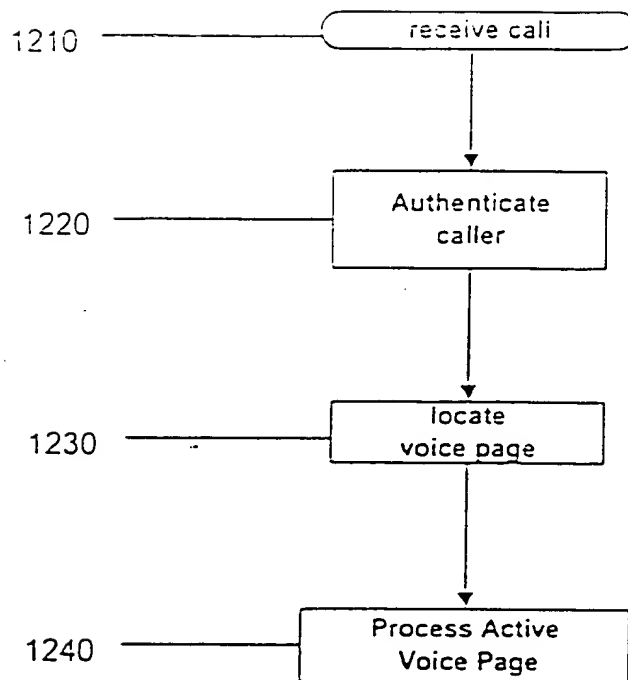 1210
receive call
1220
Authenticate
caller
1230
locate
voice page
1240
Process Active
Voice Page